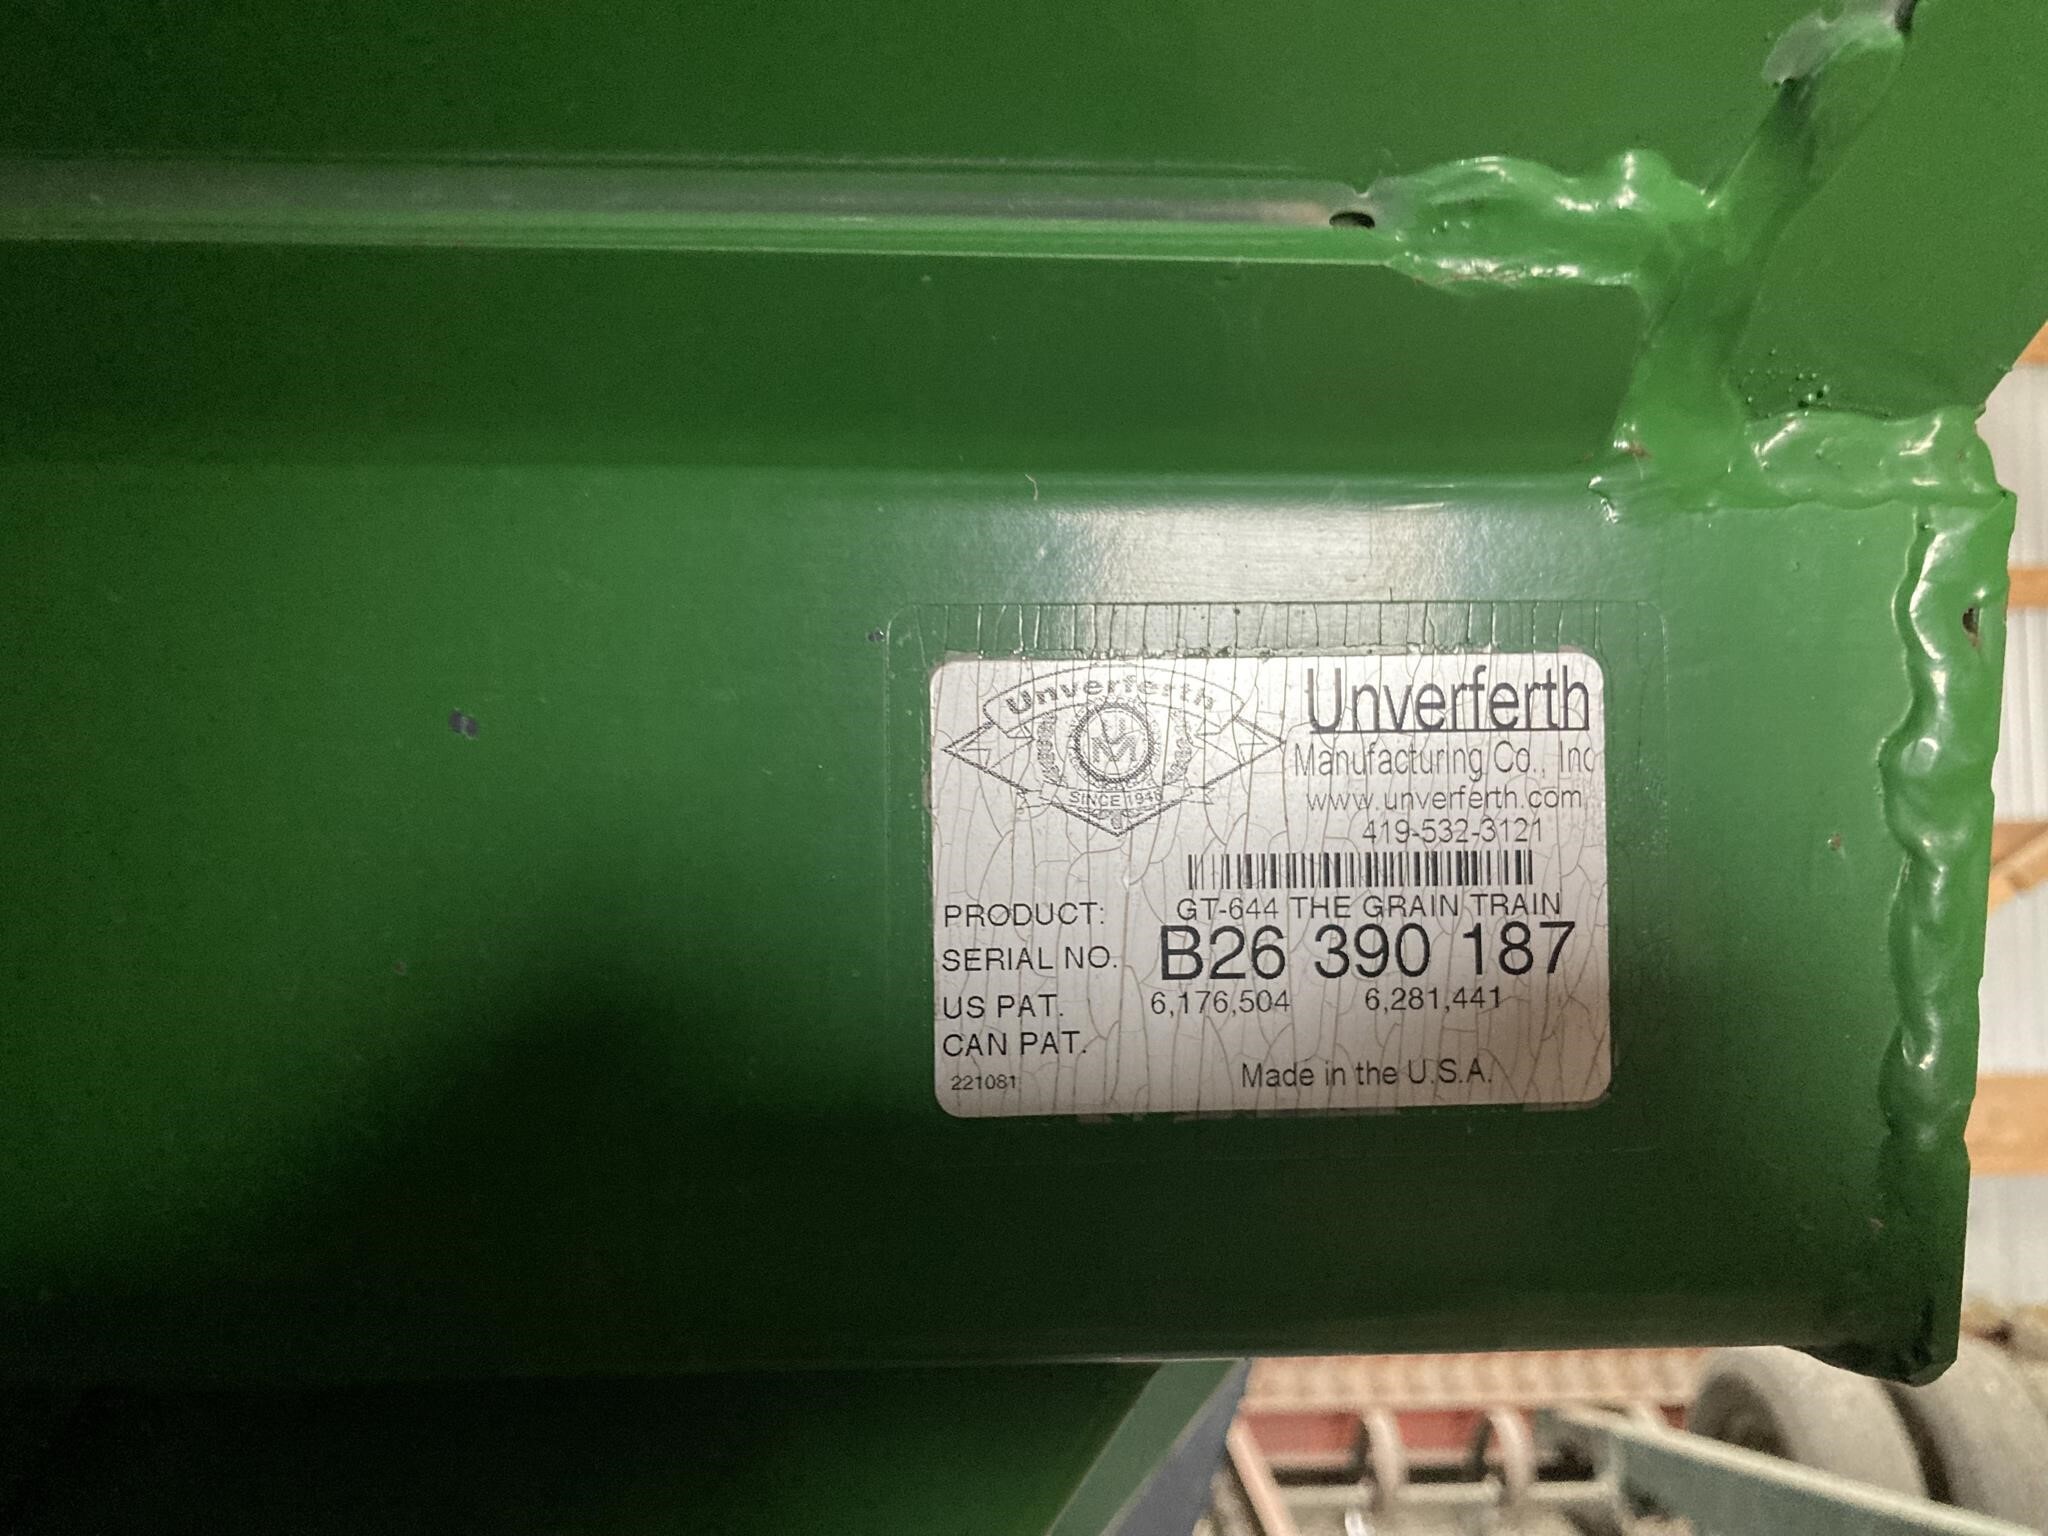 Unverferth
UM
SINCE 1948
Unverferth
Manufacturing Co., Inc
www.unverferth.com
419-532-3121
PRODUCT: GT-644 THE GRAIN TRAIN
SERIAL NO. B26 390 187
US PAT. 6,176,504 6,281,441
CAN PAT.
221081 Made in the U.S.A.